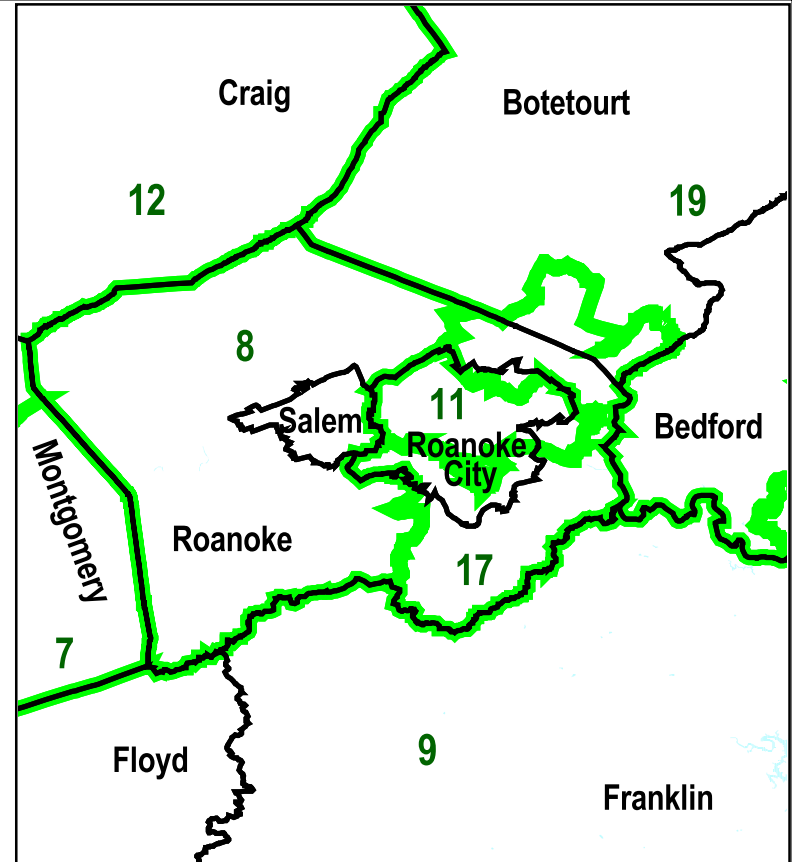 Craig
Botetourt
12
19
8
11
Salem
Roanoke
City
Bedford
Montgomery
Roanoke
17
7
9
Floyd
Franklin